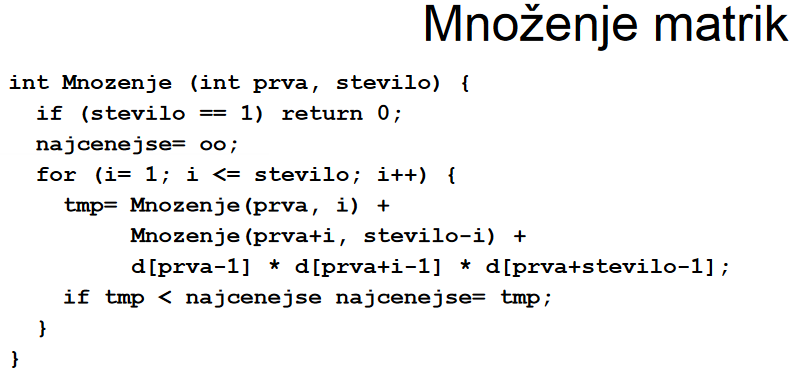 Množenje matrik
int Mnozenje (int prva, stevilo) {
  if (stevilo == 1) return 0;
  najcenejse= oo;
  for (i= 1; i <= stevilo; i++) {
    tmp= Mnozenje(prva, i) +
         Mnozenje(prva+i, stevilo-i) +
         d[prva-1] * d[prva+i-1] * d[prva+stevilo-1];
    if tmp < najcenejse najcenejse= tmp;
  }
}